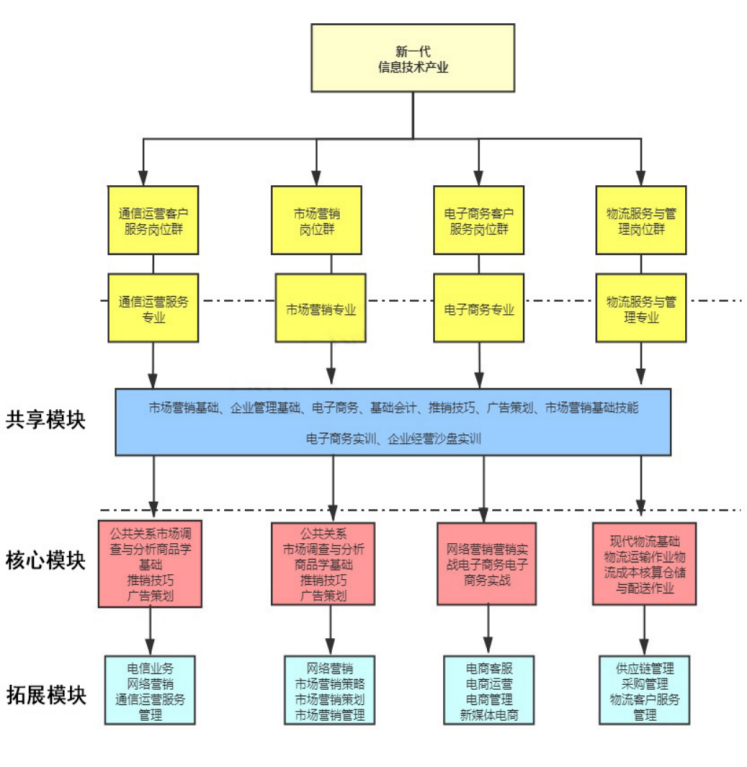 新一代
信息技术产业
通信运营客户
服务岗位群
市场营销
岗位群
电子商务客户
服务岗位群
物流服务与管
理岗位群
通信运营服务
专业
市场营销专业
电子商务专业
物流服务与管
理专业
共享模块
市场营销基础、企业管理基础、电子商务、基础会计、推销技巧、广告策划、市场营销基础技能
电子商务实训、企业经营沙盘实训
核心模块
公共关系市场调
查与分析商品学
基础
推销技巧
广告策划
公共关系
市场调查与分析
商品学基础
推销技巧
广告策划
网络营销营销实
战电子商务电子
商务实战
现代物流基础
物流运输作业物
流成本核算仓储
与配送作业
拓展模块
电信业务
网络营销
通信运营服务
管理
网络营销
市场营销策略
市场营销策划
市场营销管理
电商客服
电商运营
电商管理
新媒体电商
供应链管理
采购管理
物流客户服务
管理